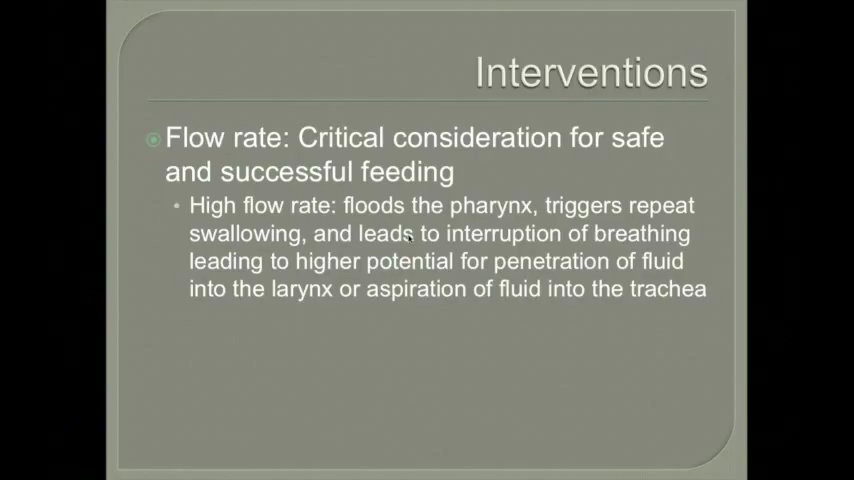 Interventions
Flow rate: Critical consideration for safe
and successful feeding
High flow rate: floods the pharynx, triggers repeat
swallowing, and leads to interruption of breathing
leading to higher potential for penetration of fluid
into the larynx or aspiration of fluid into the trachea